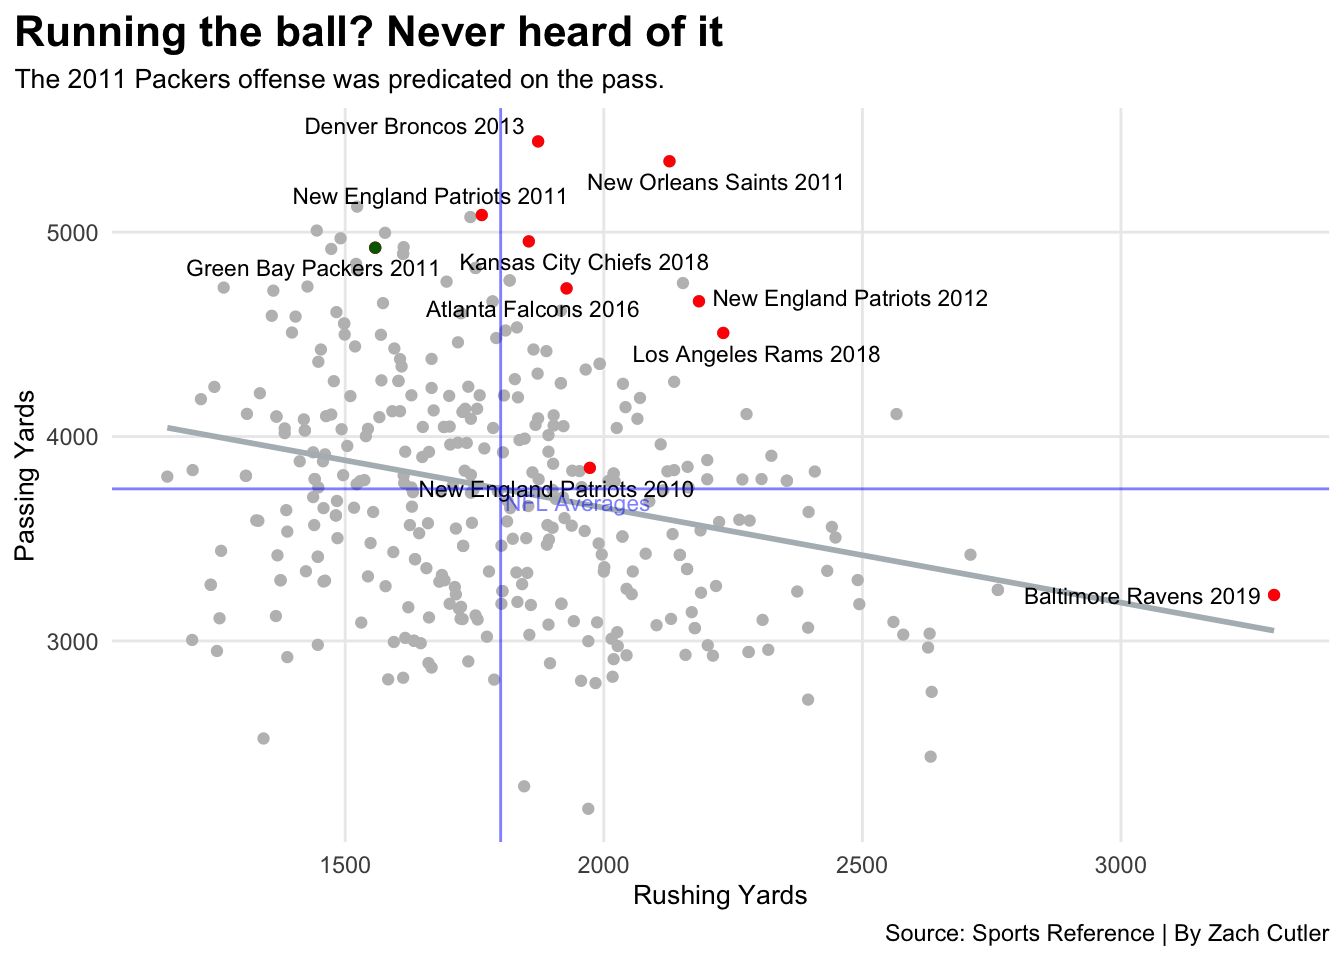 Running the ball? Never heard of it
The 2011 Packers offense was predicated on the pass.
Denver Broncos 2013
New Orleans Saints 2011
New England Patriots 2011
5000
Kansas City Chiefs 2018
Green Bay Packers 2011
New England Patriots 2012
Atlanta Falcons 2016
Los Angeles Rams 2018
Passing Yards
4000
New England Patriots 2010
NFL Averages
Baltimore Ravens 2019
3000
1500 2000 2500 3000
Rushing Yards
Source: Sports Reference | By Zach Cutler